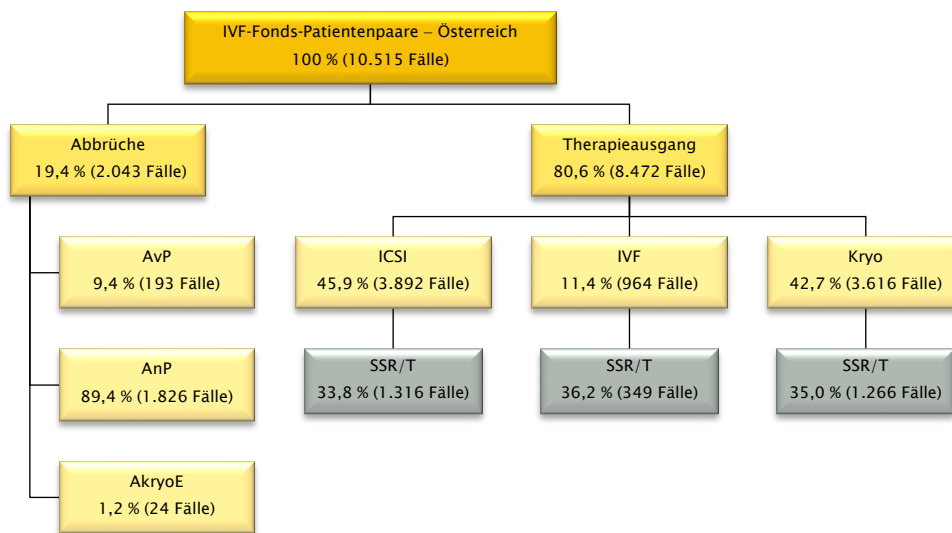 IVF-Fonds-Patientenpaare – Österreich
100 % (10.515 Fälle)
Abbrüche
19,4 % (2.043 Fälle)
Therapieausgang
80,6 % (8.472 Fälle)
AvP
9,4 % (193 Fälle)
ICSI
45,9 % (3.892 Fälle)
IVF
11,4 % (964 Fälle)
Kryo
42,7 % (3.616 Fälle)
AnP
89,4 % (1.826 Fälle)
SSR/T
33,8 % (1.316 Fälle)
SSR/T
36,2 % (349 Fälle)
SSR/T
35,0 % (1.266 Fälle)
AkryoE
1,2 % (24 Fälle)